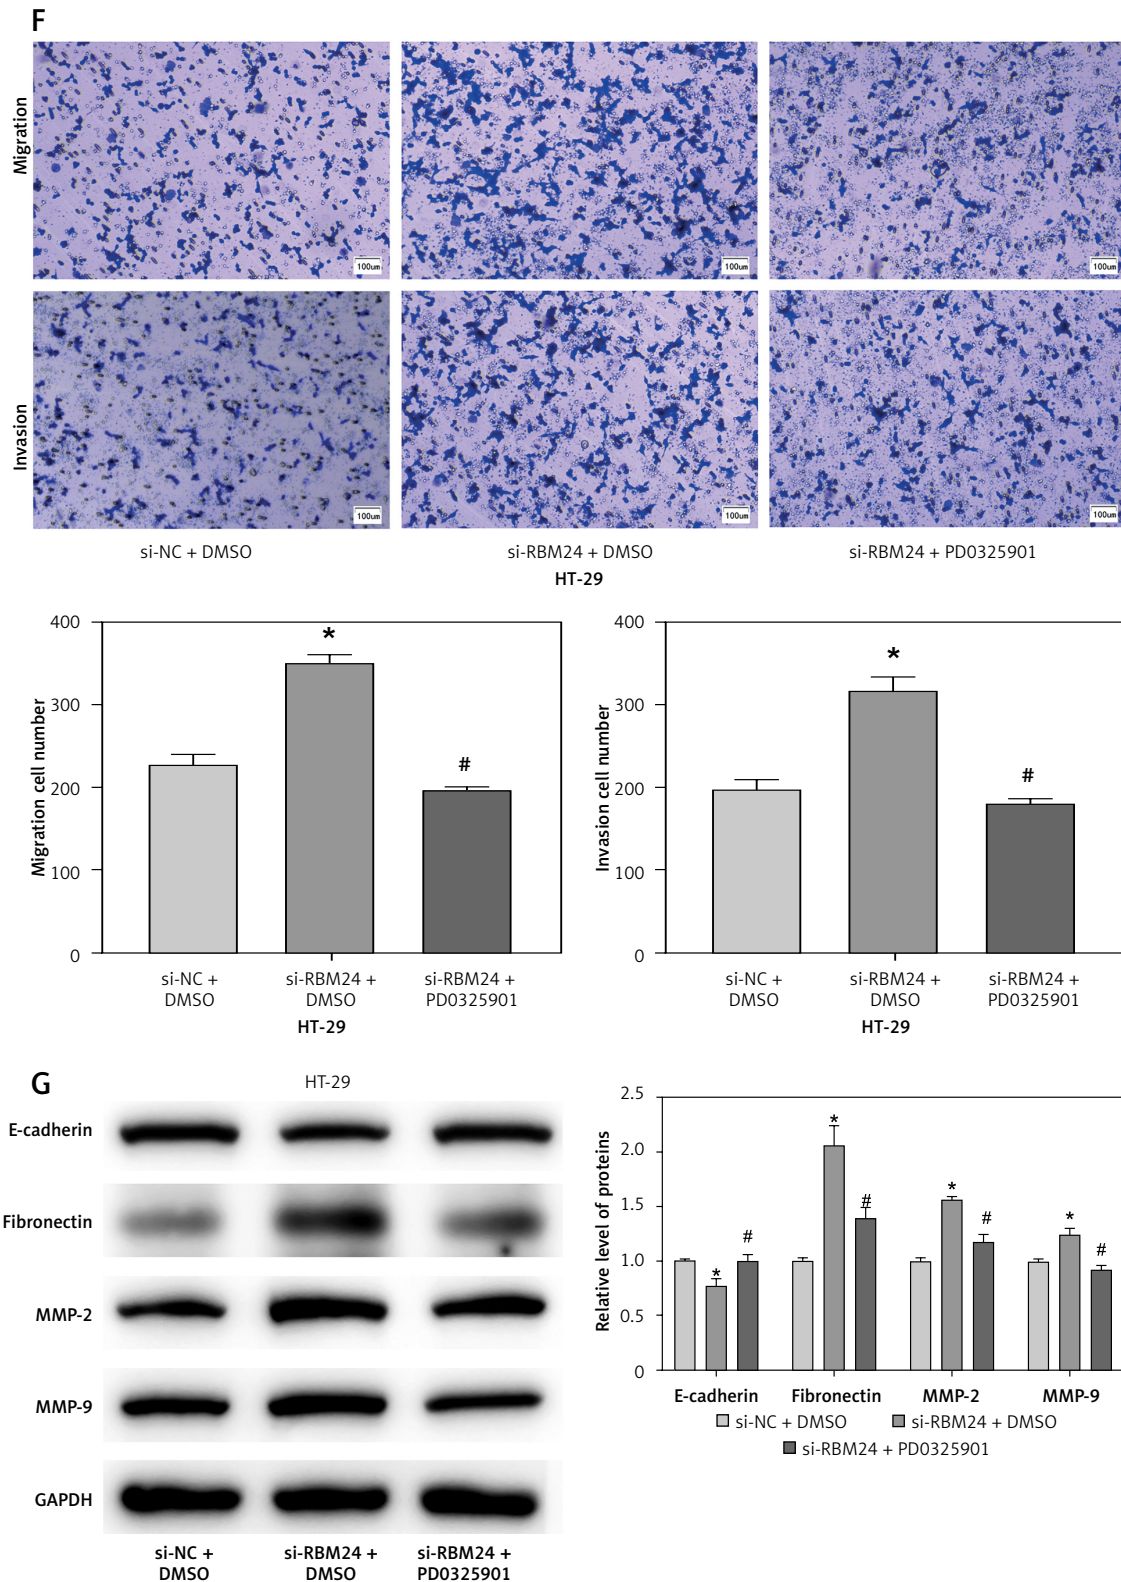 F
Migration
100um
100um
100um
Invasion
100um
100um
100um
si-NC + DMSO
si-RBM24 + DMSO
si-RBM24 + PD0325901
HT-29
Migration cell number
400
300
200
100
0
*
#
si-NC +
DMSO
si-RBM24 +
DMSO
si-RBM24 +
PD0325901
HT-29
Invasion cell number
400
300
200
100
0
*
#
si-NC +
DMSO
si-RBM24 +
DMSO
si-RBM24 +
PD0325901
HT-29
G
HT-29
E-cadherin
Fibronectin
MMP-2
MMP-9
GAPDH
si-NC +
DMSO
si-RBM24 +
DMSO
si-RBM24 +
PD0325901
Relative level of proteins
2.5
2.0
1.5
1.0
0.5
0
*
#
*
#
*
#
*
#
E-cadherin
Fibronectin
MMP-2
MMP-9
si-NC + DMSO
si-RBM24 + DMSO
si-RBM24 + PD0325901